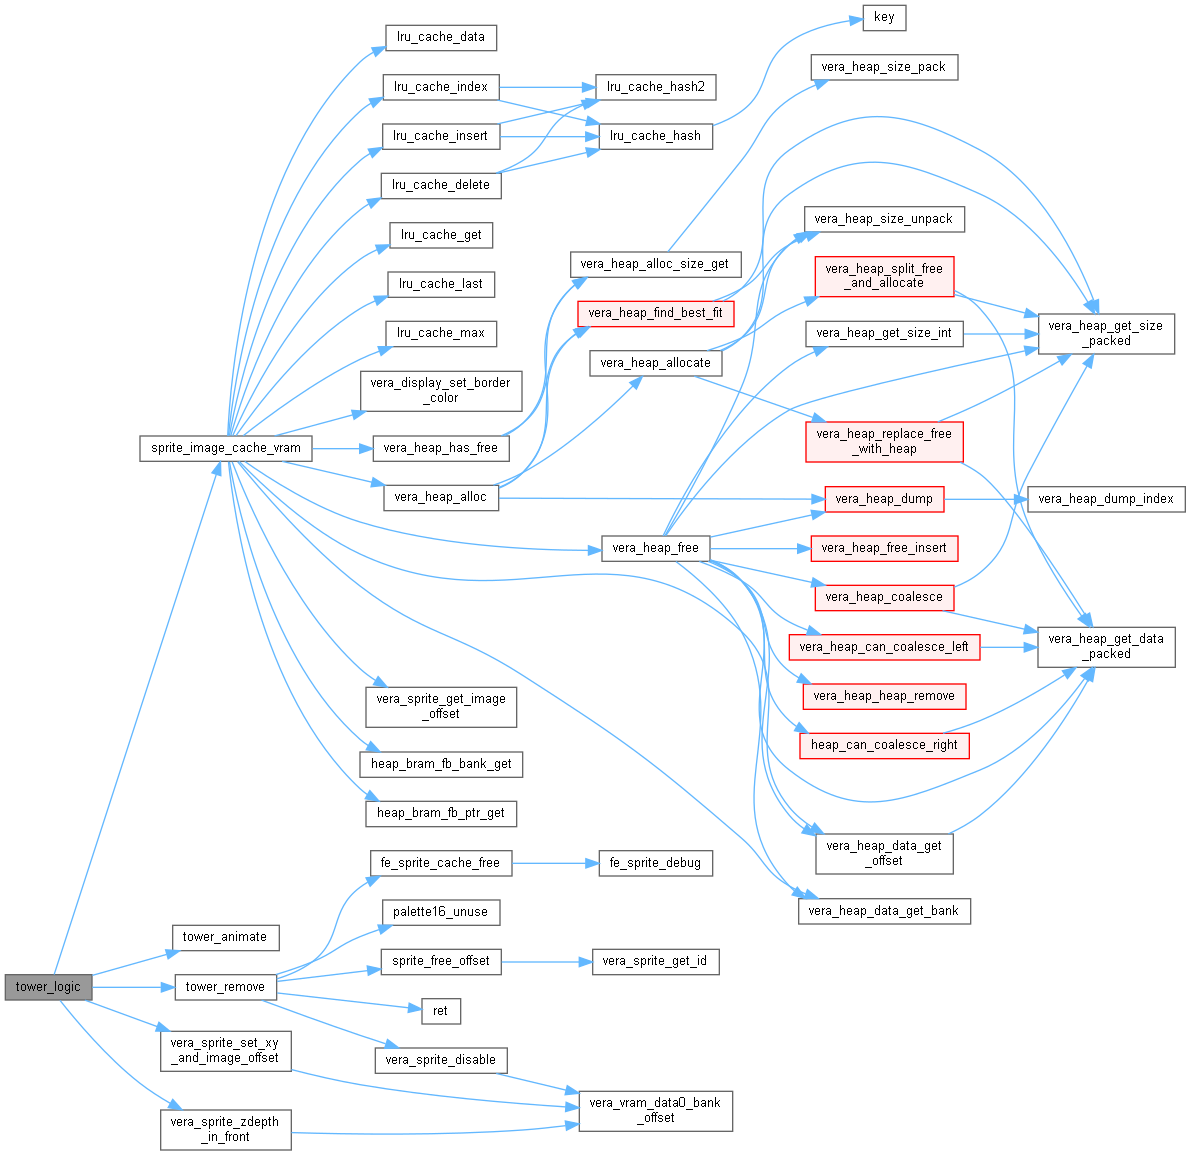 key
lru_cache_data
vera_heap_size_pack
lru_cache_index
lru_cache_hash2
lru_cache_insert
lru_cache_hash
lru_cache_delete
vera_heap_size_unpack
lru_cache_get
vera_heap_alloc_size_get
vera_heap_split_free
_and_allocate
lru_cache_last
vera_heap_find_best_fit
vera_heap_get_size
_packed
lru_cache_max
vera_heap_get_size_int
vera_heap_allocate
vera_display_set_border
_color
vera_heap_replace_free
_with_heap
sprite_image_cache_vram
vera_heap_has_free
vera_heap_alloc
vera_heap_dump
vera_heap_dump_index
vera_heap_free
vera_heap_free_insert
vera_heap_coalesce
vera_heap_can_coalesce_left
vera_heap_get_data
_packed
vera_heap_heap_remove
vera_sprite_get_image
_offset
heap_can_coalesce_right
heap_bram_fb_bank_get
heap_bram_fb_ptr_get
vera_heap_data_get
_offset
fe_sprite_cache_free
fe_sprite_debug
palette16_unuse
vera_heap_data_get_bank
tower_animate
sprite_free_offset
vera_sprite_get_id
tower_logic
tower_remove
ret
vera_sprite_set_xy
_and_image_offset
vera_sprite_disable
vera_vram_data0_bank
_offset
vera_sprite_zdepth
_in_front